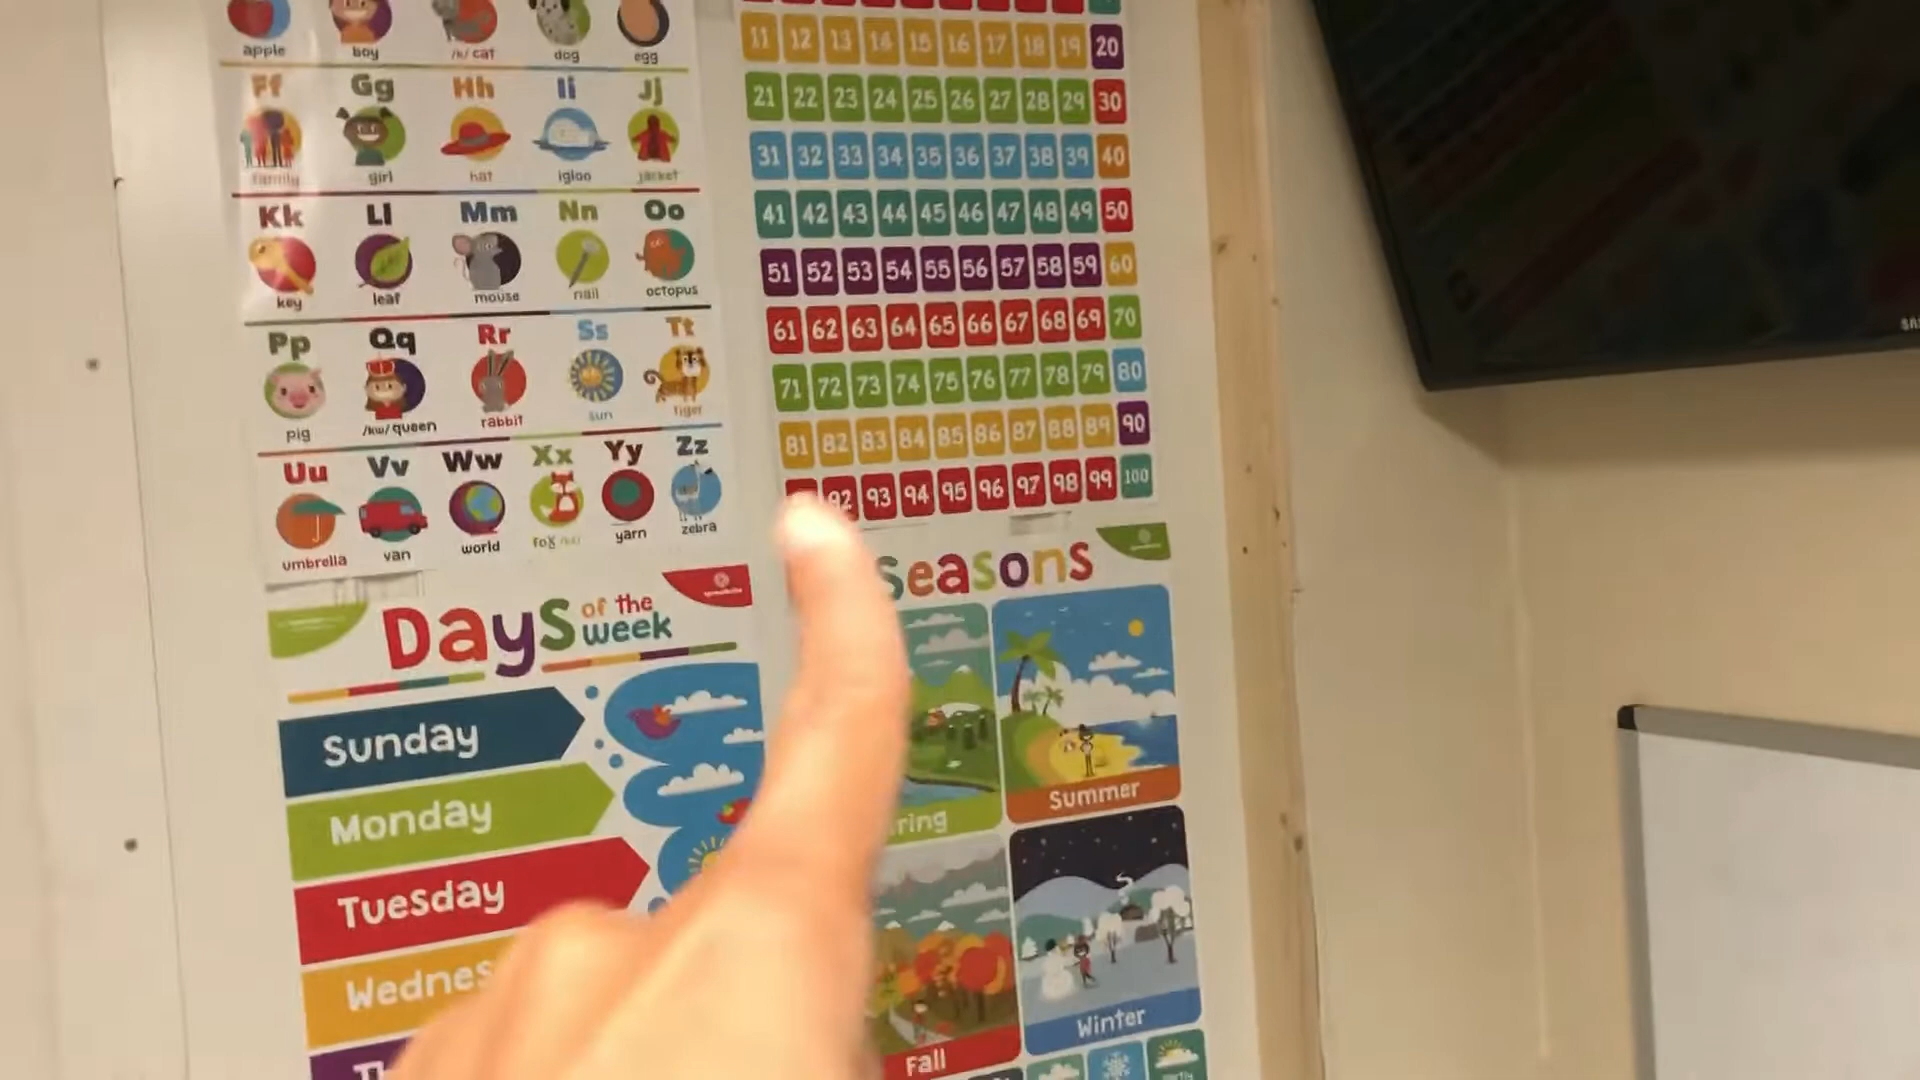 apple boy /k/ cat dog egg
Ff Gg Hh Ii Jj
family girl hat igloo jacket
Kk Ll Mm Nn Oo
key leaf mouse nail octopus
Pp Qq Rr Ss Tt
pig /kw/ queen rabbit sun tiger
Uu Vv Ww Xx Yy Zz
umbrella van world fox yarn zebra
11 12 13 14 15 16 17 18 19 20
21 22 23 24 25 26 27 28 29 30
31 32 33 34 35 36 37 38 39 40
41 42 43 44 45 46 47 48 49 50
51 52 53 54 55 56 57 58 59 60
61 62 63 64 65 66 67 68 69 70
71 72 73 74 75 76 77 78 79 80
81 82 83 84 85 86 87 88 89 90
92 93 94 95 96 97 98 99 100
Days of the week
Sunday
Monday
Tuesday
Wednes
Seasons
ring
Summer
Fall
Winter